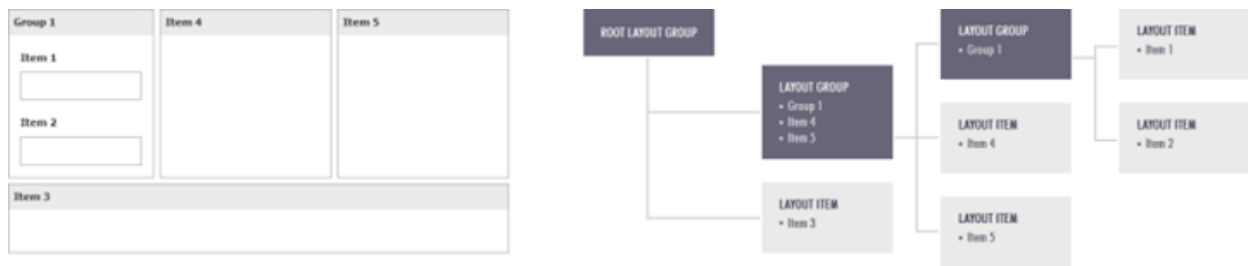 Group 1
Item 4
Item 5
Item 1
Item 2
Item 3
ROOT LAYOUT GROUP
LAYOUT GROUP
• Group 1
• Item 4
• Item 5
LAYOUT ITEM
• Item 3
LAYOUT GROUP
• Group 1
LAYOUT ITEM
• Item 4
LAYOUT ITEM
• Item 5
LAYOUT ITEM
• Item 1
LAYOUT ITEM
• Item 2